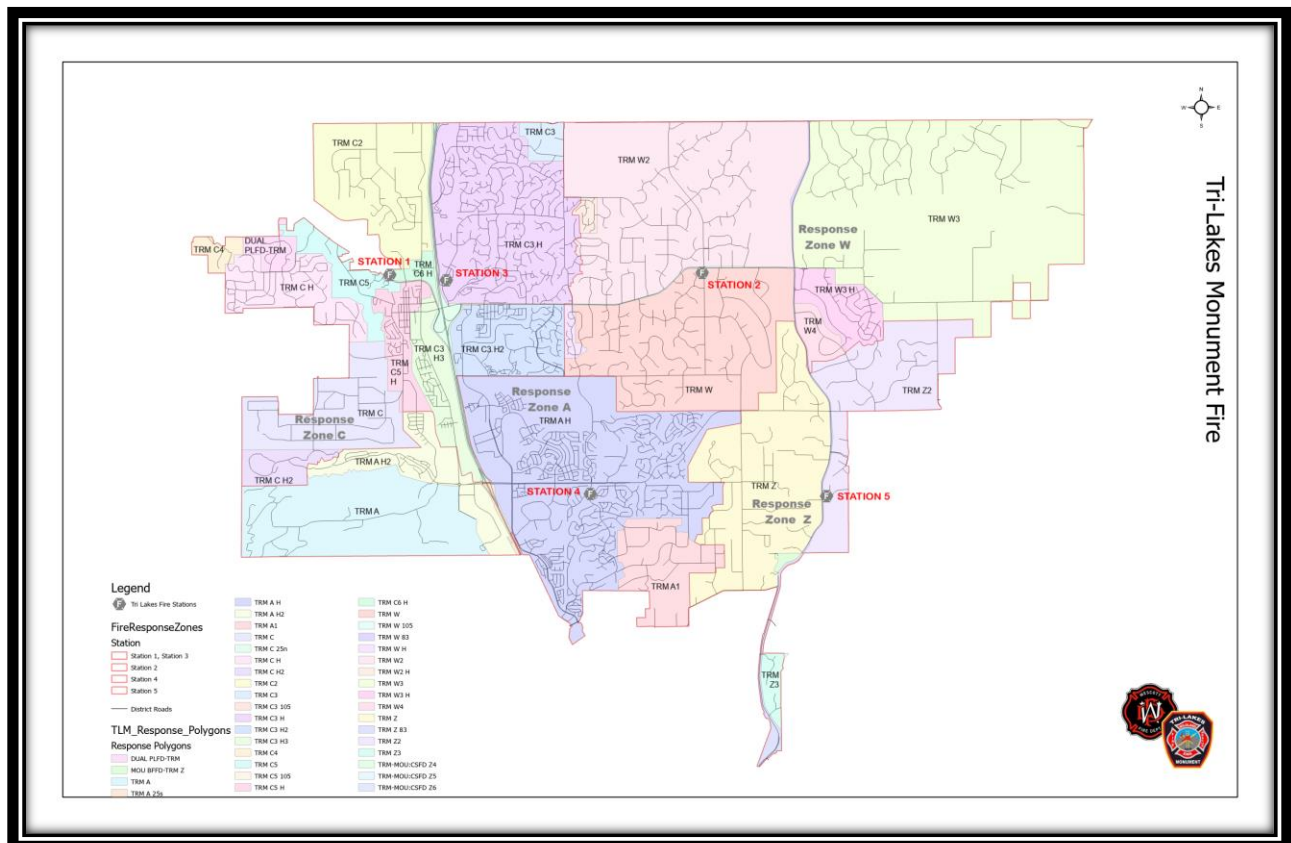 Tri-Lakes Monument Fire
N
W
E
S
TRM C2
TRM C3
TRM W2
TRM W3
Response
Zone W
DUAL
PLFD-TRM
TRM C4
TRM C3 H
STATION 1
TRM
C6 H
STATION 3
STATION 2
TRM C5
TRM C H
TRM W3 H
TRM
W4
TRM C3
H3
TRM C3 H2
TRM
C5
H
TRM W
TRM Z2
Response
Zone A
TRM A H
TRM C
Response
Zone C
TRM A H2
TRM C H2
STATION 4
TRM Z
STATION 5
Response
Zone Z
TRM A
TRM A1
TRM
Z3
Legend
Tri Lakes Fire Stations
FireResponseZones
Station
Station 1, Station 3
Station 2
Station 4
Station 5
District Roads
TLM_Response_Polygons
Response Polygons
DUAL PLFD-TRM
MOU BFFD-TRM Z
TRM A
TRM A 25s
TRM A H
TRM A H2
TRM A1
TRM C
TRM C 25n
TRM C H
TRM C H2
TRM C2
TRM C3
TRM C3 105
TRM C3 H
TRM C3 H2
TRM C3 H3
TRM C4
TRM C5
TRM C5 105
TRM C5 H
TRM C6 H
TRM W
TRM W 105
TRM W 83
TRM W H
TRM W2
TRM W2 H
TRM W3
TRM W3 H
TRM W4
TRM Z
TRM Z 83
TRM Z2
TRM Z3
TRM-MOU:CSFD Z4
TRM-MOU:CSFD Z5
TRM-MOU:CSFD Z6
WESCOTT
FIRE DEPT
TRI-LAKES
MONUMENT